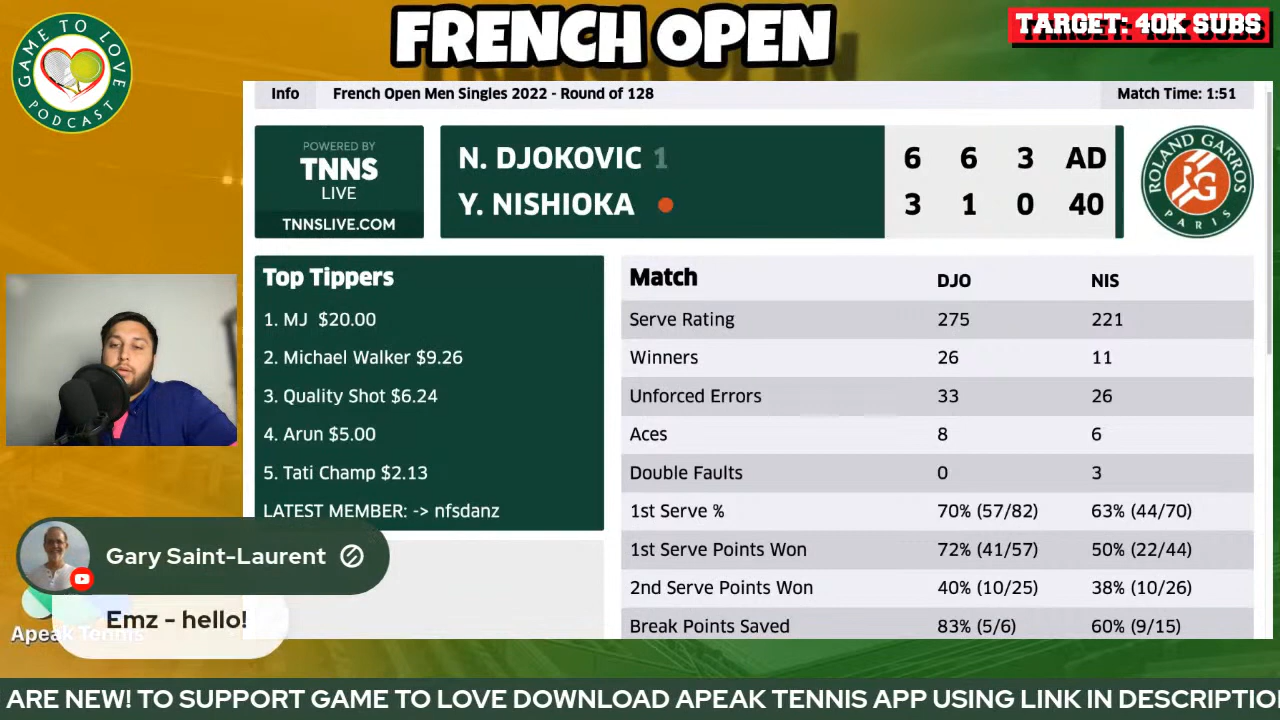 GAME TO LOVE
PODCAST
FRENCH OPEN
TARGET: 40K SUBS
Info French Open Men Singles 2022 - Round of 128 Match Time: 1:51
POWERED BY
TNNS
LIVE
TNNSLIVE.COM
N. DJOKOVIC 1 6 6 3 AD
Y. NISHIOKA 3 1 0 40
ROLAND GARROS
RG
PARIS
Top Tippers
1. MJ $20.00
2. Michael Walker $9.26
3. Quality Shot $6.24
4. Arun $5.00
5. Tati Champ $2.13
LATEST MEMBER: -> nfsdanz
Match DJO NIS
Serve Rating 275 221
Winners 26 11
Unforced Errors 33 26
Aces 8 6
Double Faults 0 3
1st Serve % 70% (57/82) 63% (44/70)
1st Serve Points Won 72% (41/57) 50% (22/44)
2nd Serve Points Won 40% (10/25) 38% (10/26)
Break Points Saved 83% (5/6) 60% (9/15)
Gary Saint-Laurent
Emz - hello!
Apeak Tennis
ARE NEW! TO SUPPORT GAME TO LOVE DOWNLOAD APEAK TENNIS APP USING LINK IN DESCRIPTION